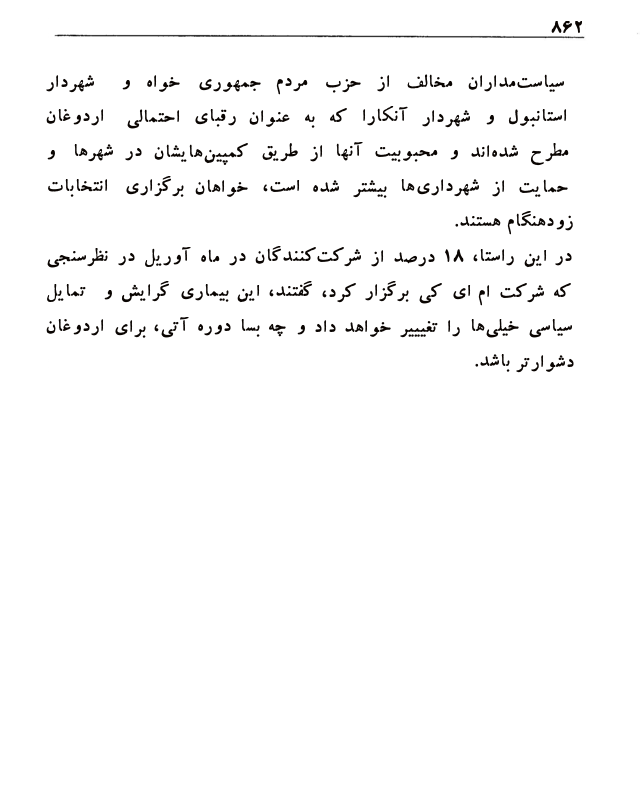 ۸۶۲
سیاست‌مداران مخالف از حزب مردم جمهوری خواه و شهردار
استانبول و شهردار آنکارا که به عنوان رقبای احتمالی اردوغان
مطرح شده‌اند و محبوبیت آنها از طریق کمپین‌هایشان در شهرها و
حمایت از شهرداری‌ها بیشتر شده است، خواهان برگزاری انتخابات
زودهنگام هستند.
در این راستا، ۱۸ درصد از شرکت‌کنندگان در ماه آوریل در نظرسنجی
که شرکت ام ای کی برگزار کرد، گفتند، این بیماری گرایش و تمایل
سیاسی خیلی‌ها را تغیییر خواهد داد و چه بسا دوره آتی، برای اردوغان
دشوارتر باشد.